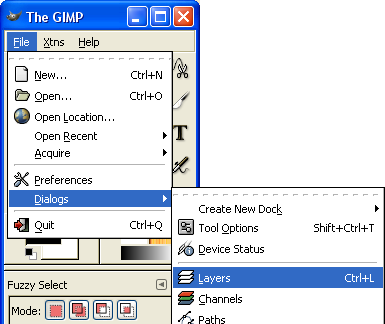 The GIMP
File Xtns Help
New... Ctrl+N
Open... Ctrl+O
Open Location...
Open Recent
Acquire
Preferences
Dialogs
Quit Ctrl+Q
Create New Dock
Tool Options Shift+Ctrl+T
Device Status
Layers Ctrl+L
Channels
Paths
Fuzzy Select
Mode: